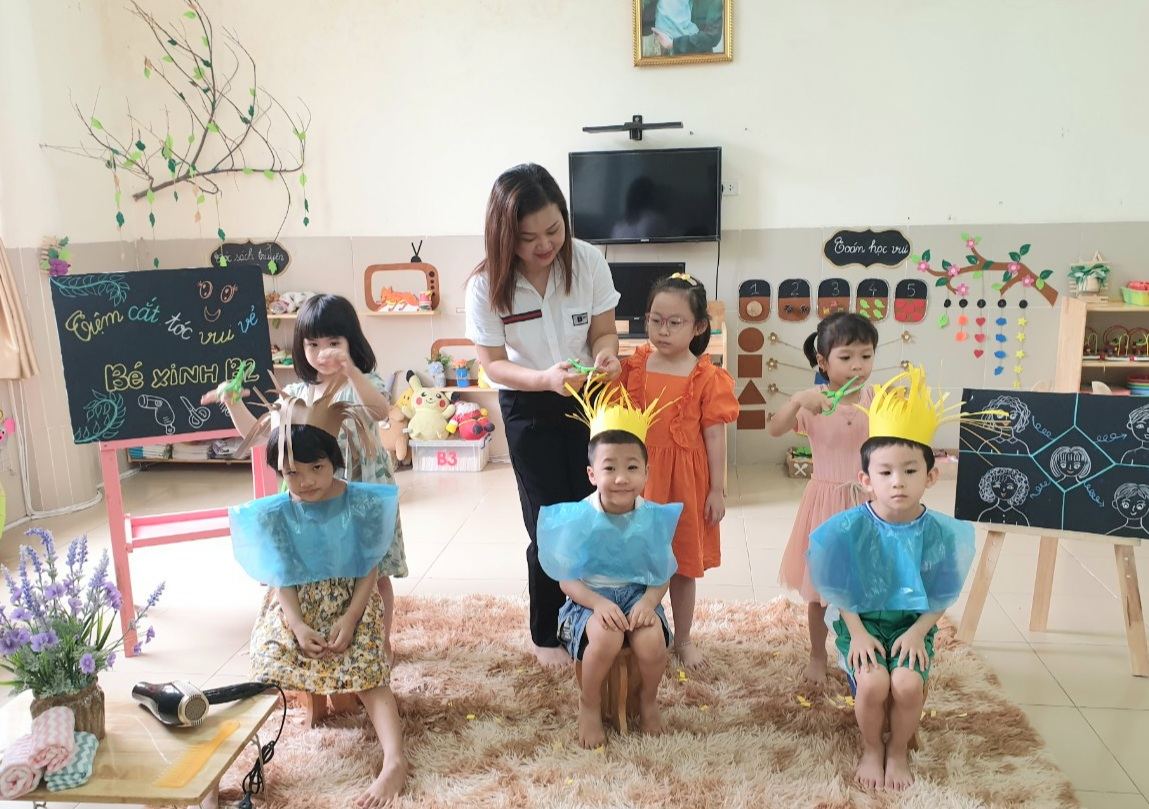 Tiệm cắt tóc vui vẻ
Bé xinh B2
Góc sách truyện
B3
Toán học vui
1 2 3 4 5